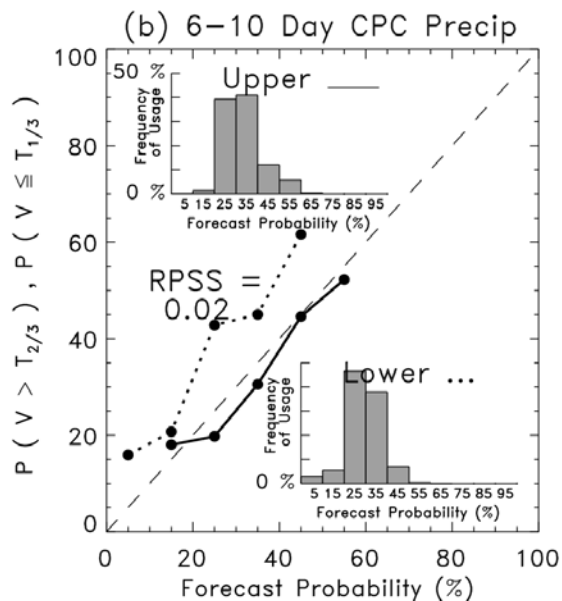 (b) 6-10 Day CPC Precip
P ( V > T2/3 ) , P ( V ≦ T1/3 )
100
80
60
40
20
0
50 %
Upper
Frequency
of Usage
0 %
5 15 25 35 45 55 65 75 85 95
Forecast Probability (%)
RPSS =
0.02
Lower ...
Frequency
of Usage
0 %
5 15 25 35 45 55 65 75 85 95
Forecast Probability (%)
0 20 40 60 80 100
Forecast Probability (%)